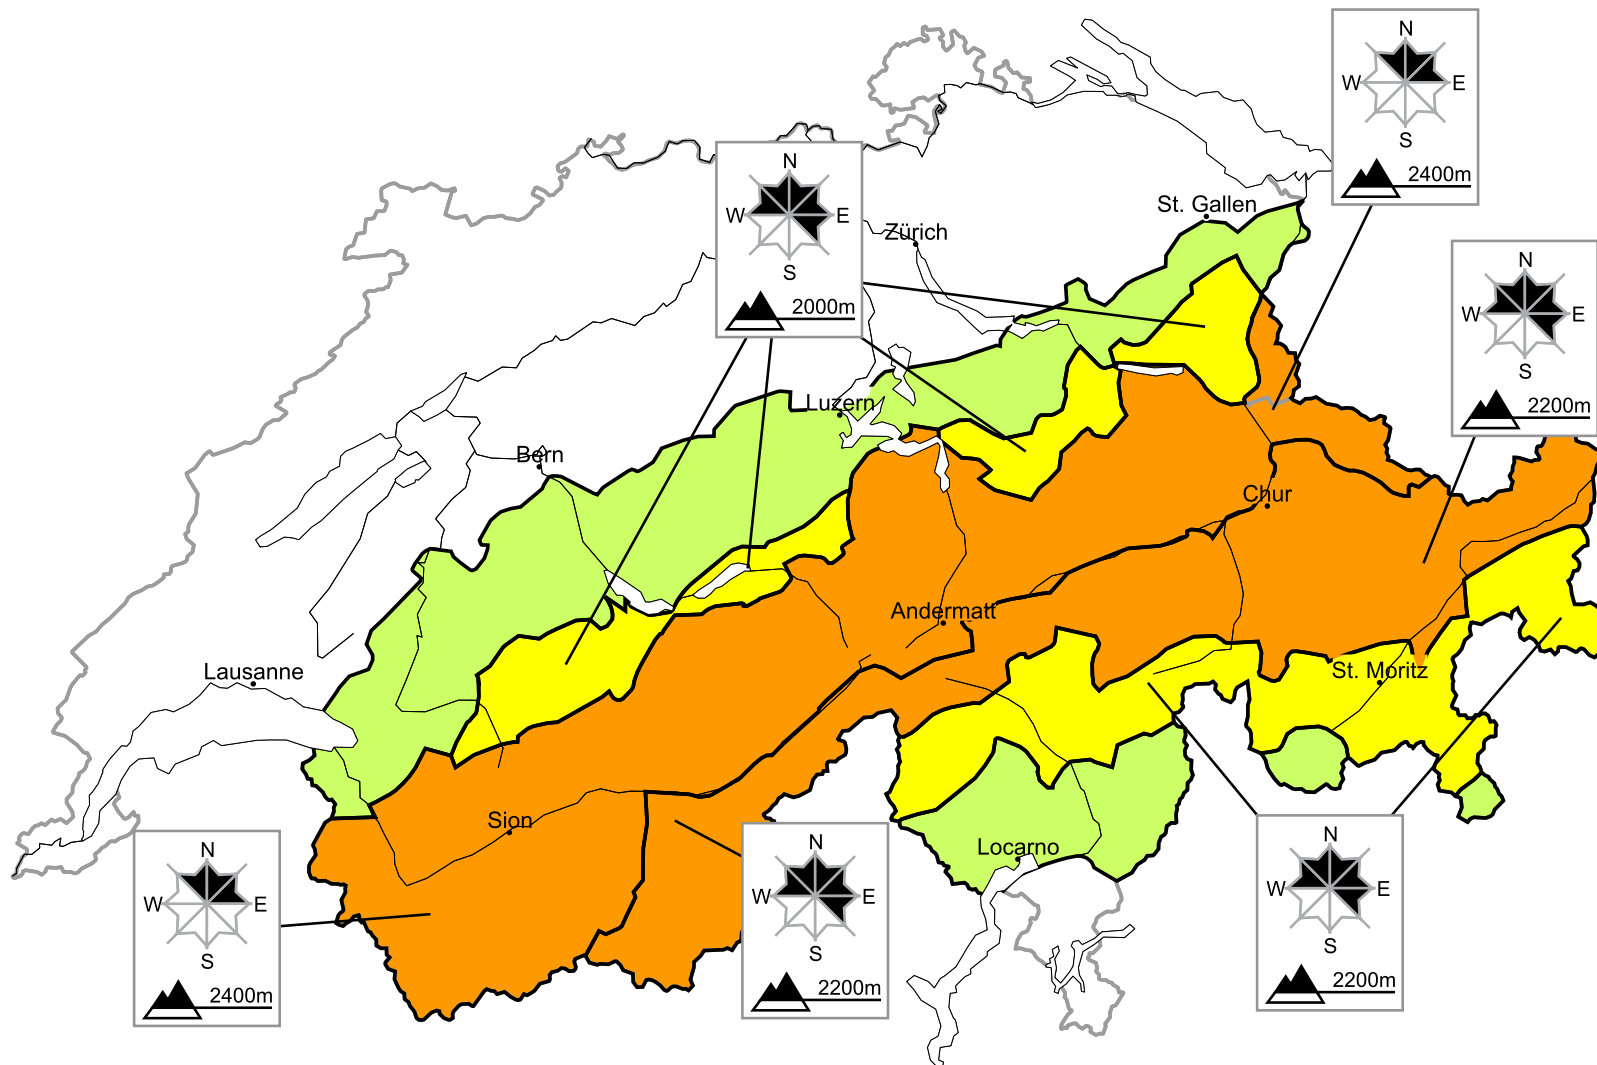 N
W E
S
2400m
N
W E
S
2000m
St. Gallen
Zürich
N
W E
S
2200m
Luzern
Bern
Chur
Andermatt
Lausanne
St. Moritz
Sion
Locarno
N
W E
S
2400m
N
W E
S
2200m
N
W E
S
2200m